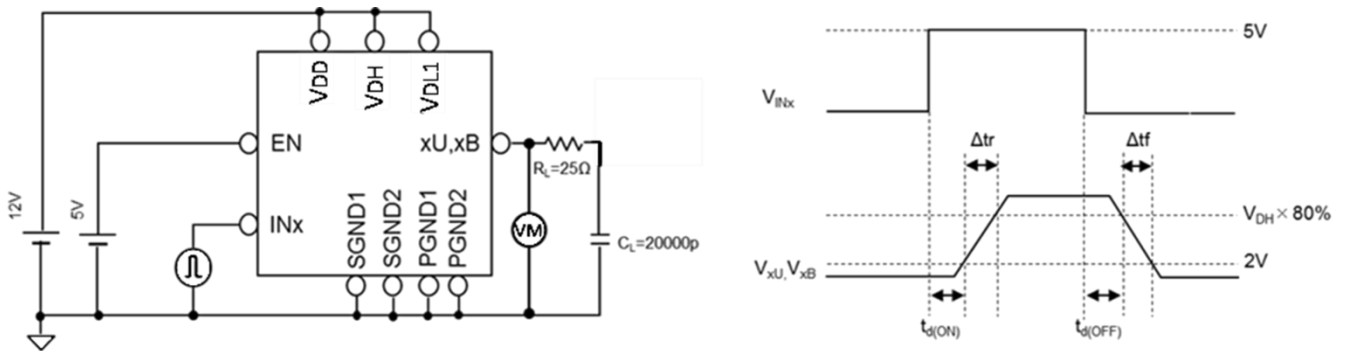 VDD
VDH
VDL1
EN
xU,xB
RL=25Ω
12V
5V
INx
SGND1
SGND2
PGND1
PGND2
VM
CL=20000p
5V
VINx
Δtr
Δtf
VDH × 80%
2V
VxU,VxB
td(ON)
td(OFF)